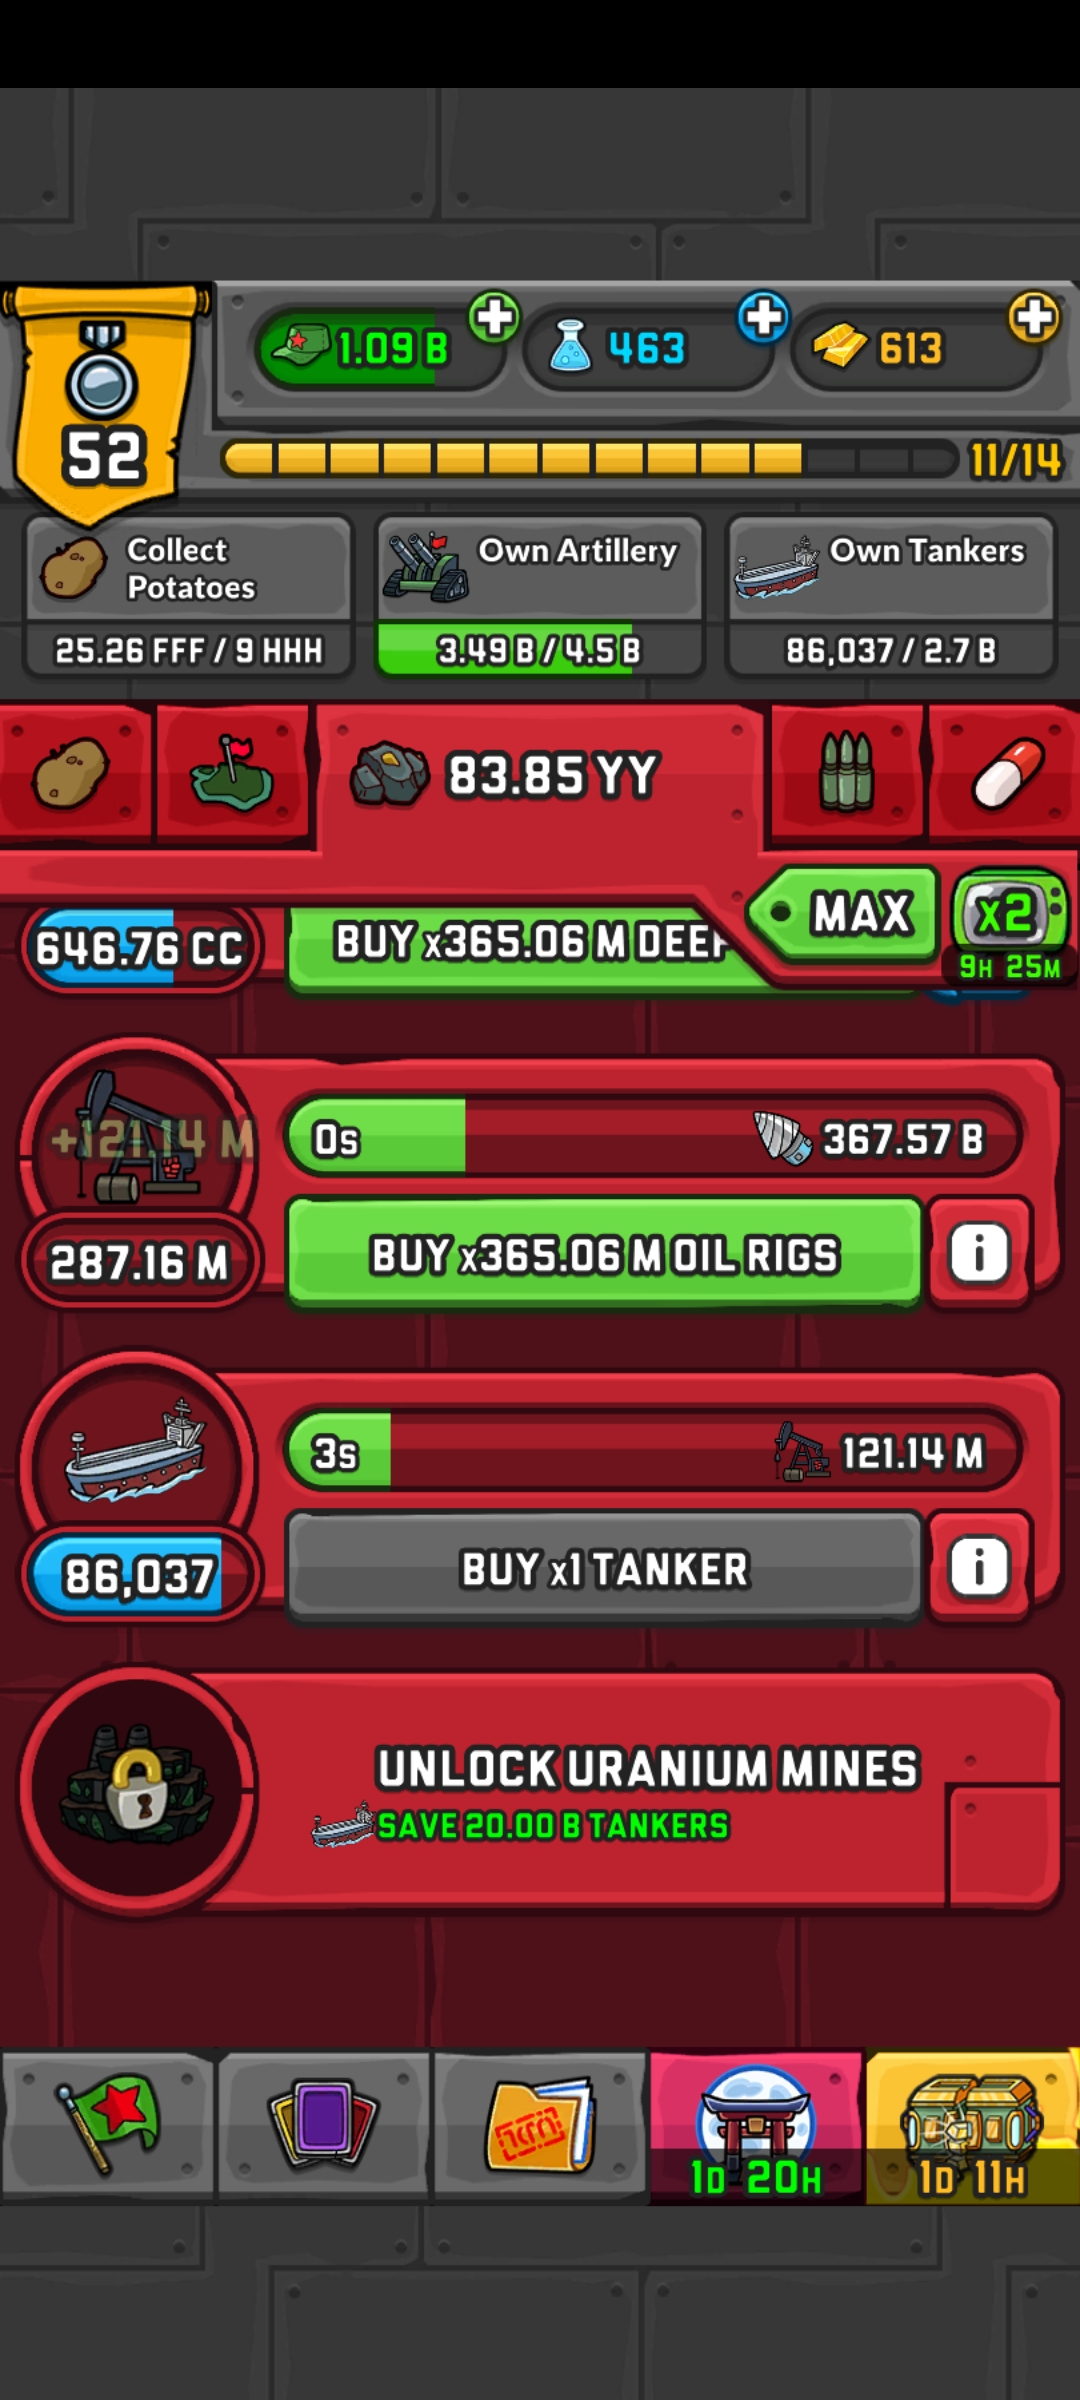 1.09 B
463
613
52
11/14
Collect
Potatoes
25.26 FFF / 9 HHH
Own Artillery
3.49 B / 4.5 B
Own Tankers
86,037 / 2.7 B
83.85 YY
646.76 CC
BUY x365.06 M DEEP
MAX
x2
9H 25M
+121.14 M
0s
367.57 B
287.16 M
BUY x365.06 M OIL RIGS
i
3s
121.14 M
86,037
BUY x1 TANKER
i
UNLOCK URANIUM MINES
SAVE 20.00 B TANKERS
1D 20H
1D 11H